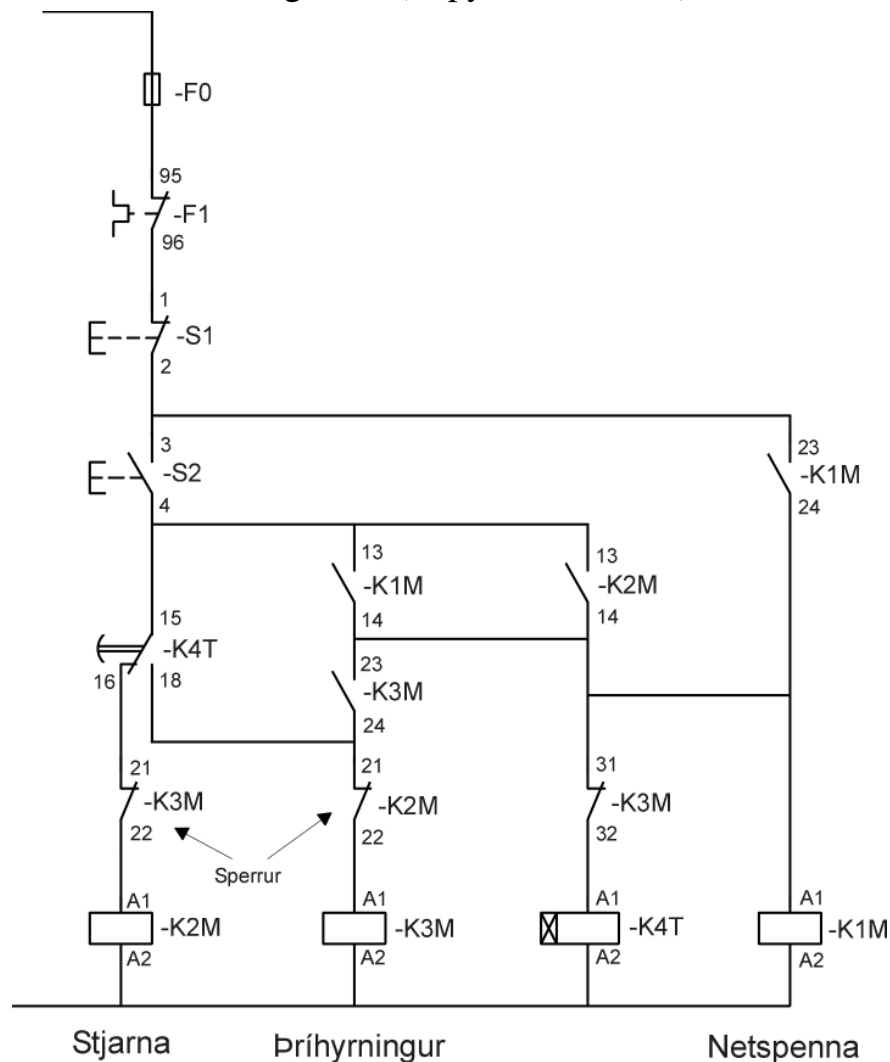 -F0
95
-F1
96
1
-S1
2
3
-S2
4
23
-K1M
24
13
-K1M
14
13
-K2M
14
15
-K4T
16
18
23
-K3M
24
21
-K3M
22
21
-K2M
22
31
-K3M
32
Sperrur
A1
-K2M
A2
A1
-K3M
A2
A1
-K4T
A2
A1
-K1M
A2
Stjarna
Þríhyrningur
Netspenna